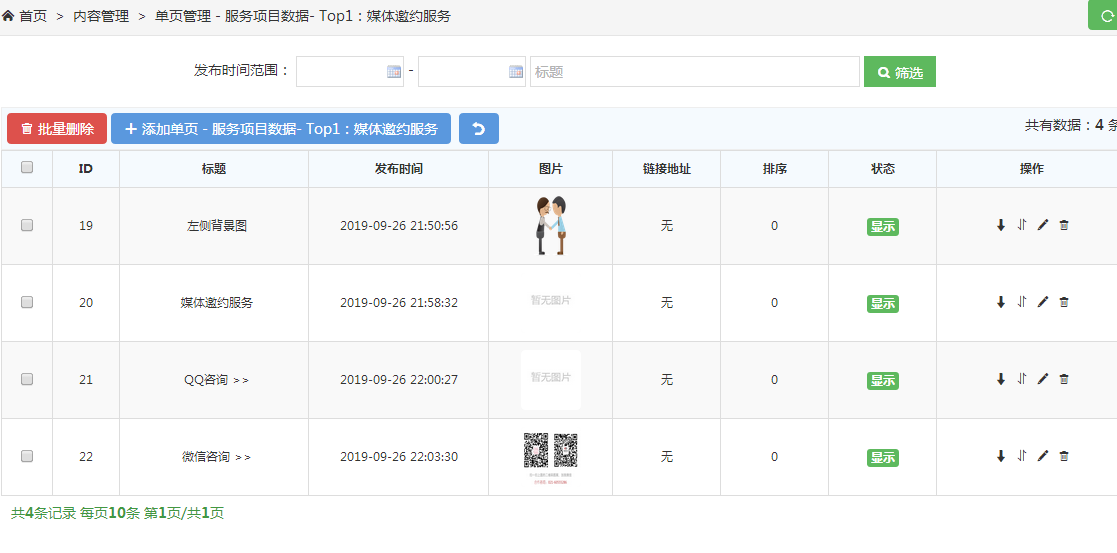 首页 > 内容管理 > 单页管理 - 服务项目数据- Top1：媒体邀约服务
发布时间范围： - 标题 筛选
批量删除 添加单页 - 服务项目数据- Top1：媒体邀约服务 共有数据：4 条
ID 标题 发布时间 图片 链接地址 排序 状态 操作
19 左侧背景图 2019-09-26 21:50:56 无 0 显示
20 媒体邀约服务 2019-09-26 21:58:32 暂无图片 无 0 显示
21 QQ咨询 >> 2019-09-26 22:00:27 暂无图片 无 0 显示
22 微信咨询 >> 2019-09-26 22:03:30 无 0 显示
共4条记录 每页10条 第1页/共1页